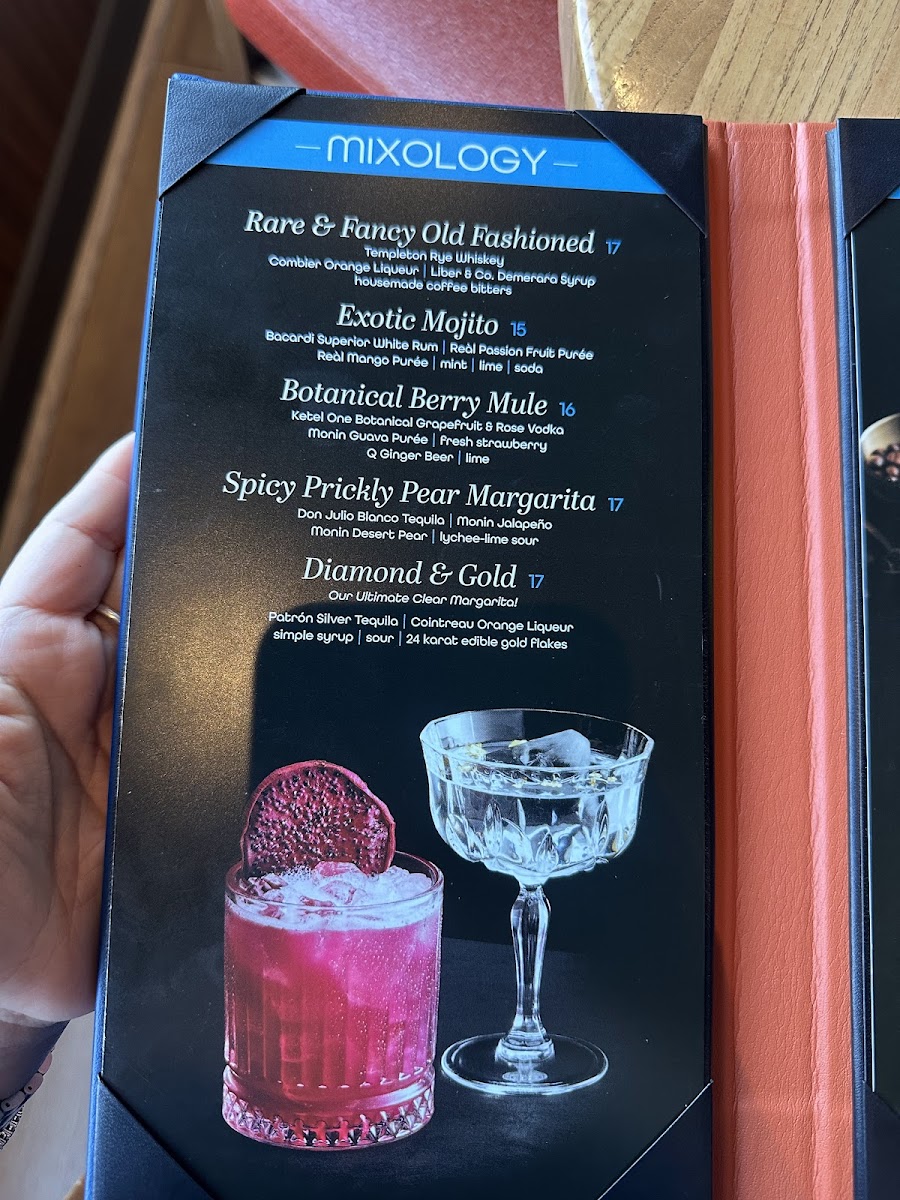 —MIXOLOGY—
Rare & Fancy Old Fashioned 17
Templeton Rye Whiskey
Combier Orange Liqueur | Liber & Co. Demerara Syrup
housemade coffee bitters
Exotic Mojito 15
Bacardi Superior White Rum | Reàl Passion Fruit Purée
Reàl Mango Purée | mint | lime | soda
Botanical Berry Mule 16
Ketel One Botanical Grapefruit & Rose Vodka
Monin Guava Purée | fresh strawberry
Q Ginger Beer | lime
Spicy Prickly Pear Margarita 17
Don Julio Blanco Tequila | Monin Jalapeño
Monin Desert Pear | lychee-lime sour
Diamond & Gold 17
Our Ultimate Clear Margarita!
Patrón Silver Tequila | Cointreau Orange Liqueur
simple syrup | sour | 24 karat edible gold flakes